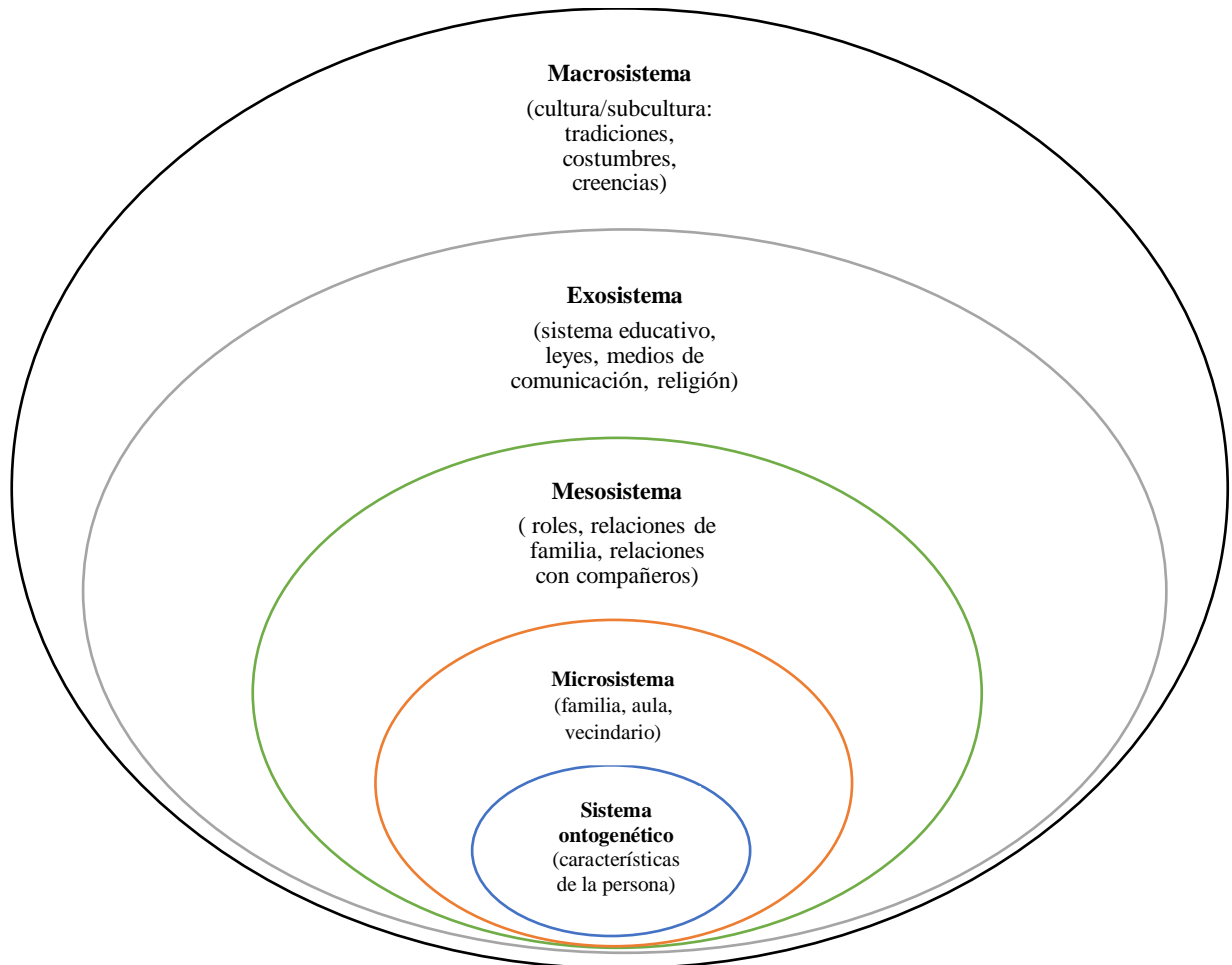 Macrosistema
(cultura/subcultura:
tradiciones,
costumbres,
creencias)
Exosistema
(sistema educativo,
leyes, medios de
comunicación, religión)
Mesosistema
( roles, relaciones de
familia, relaciones
con compañeros)
Microsistema
(familia, aula,
vecindario)
Sistema
ontogenético
(características
de la persona)